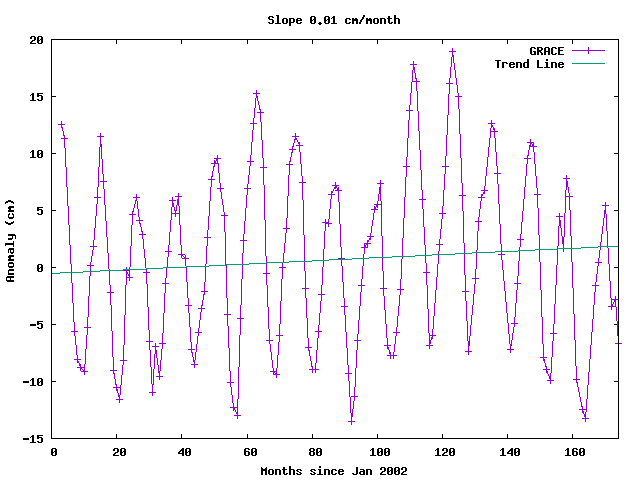 Slope 0.01 cm/month
GRACE
Trend Line
20
15
10
5
0
-5
-10
-15
Anomaly (cm)
0 20 40 60 80 100 120 140 160
Months since Jan 2002